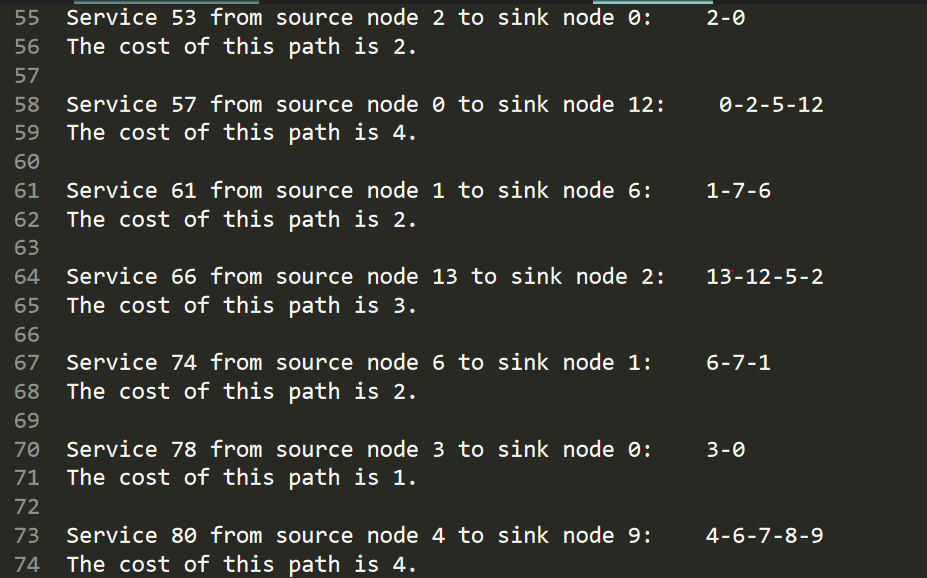 55 Service 53 from source node 2 to sink node 0: 2-0
56 The cost of this path is 2.
57
58 Service 57 from source node 0 to sink node 12: 0-2-5-12
59 The cost of this path is 4.
60
61 Service 61 from source node 1 to sink node 6: 1-7-6
62 The cost of this path is 2.
63
64 Service 66 from source node 13 to sink node 2: 13-12-5-2
65 The cost of this path is 3.
66
67 Service 74 from source node 6 to sink node 1: 6-7-1
68 The cost of this path is 2.
69
70 Service 78 from source node 3 to sink node 0: 3-0
71 The cost of this path is 1.
72
73 Service 80 from source node 4 to sink node 9: 4-6-7-8-9
74 The cost of this path is 4.